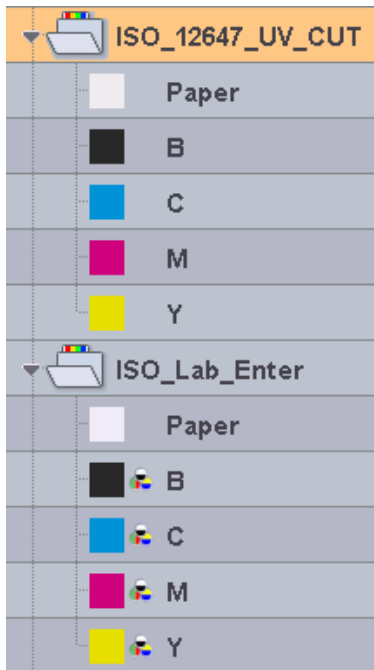 ISO_12647_UV_CUT
Paper
B
C
M
Y
ISO_Lab_Enter
Paper
B
C
M
Y